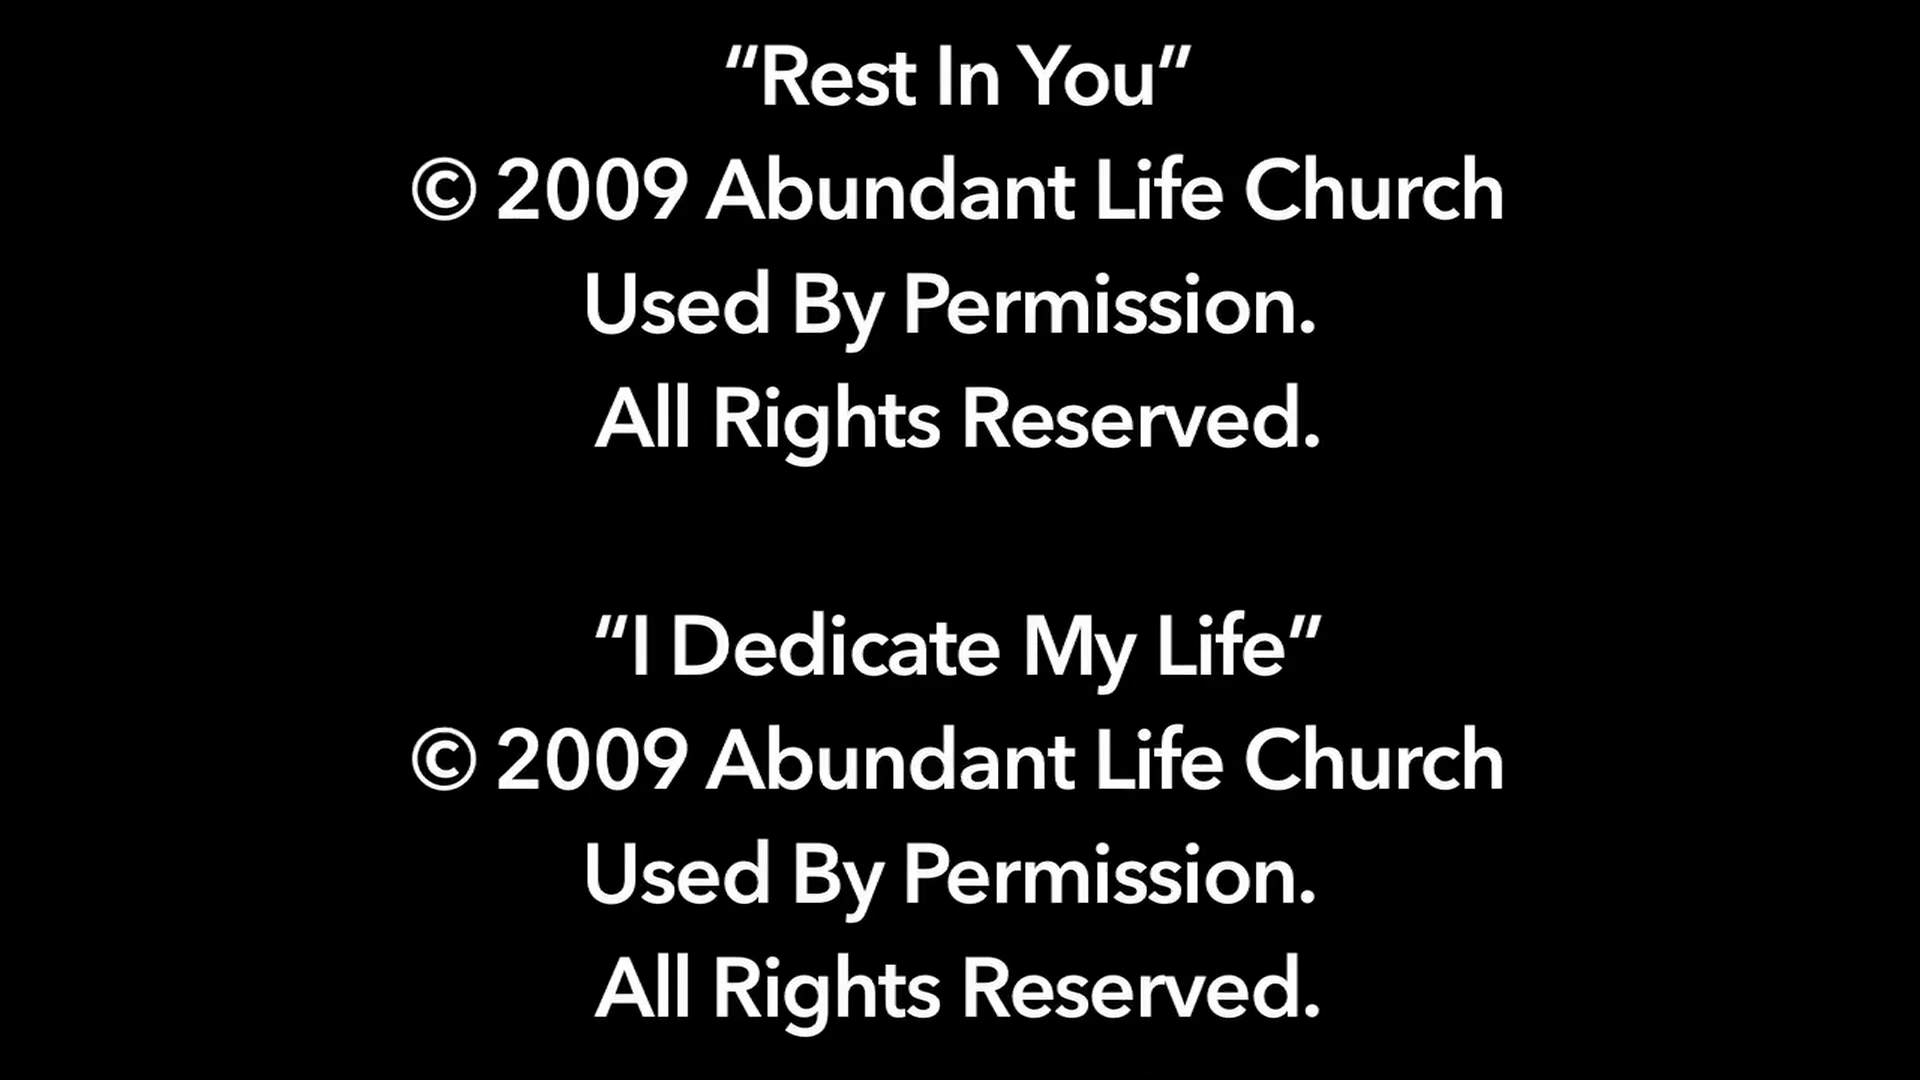 “Rest In You”
© 2009 Abundant Life Church
Used By Permission.
All Rights Reserved.
“I Dedicate My Life”
© 2009 Abundant Life Church
Used By Permission.
All Rights Reserved.